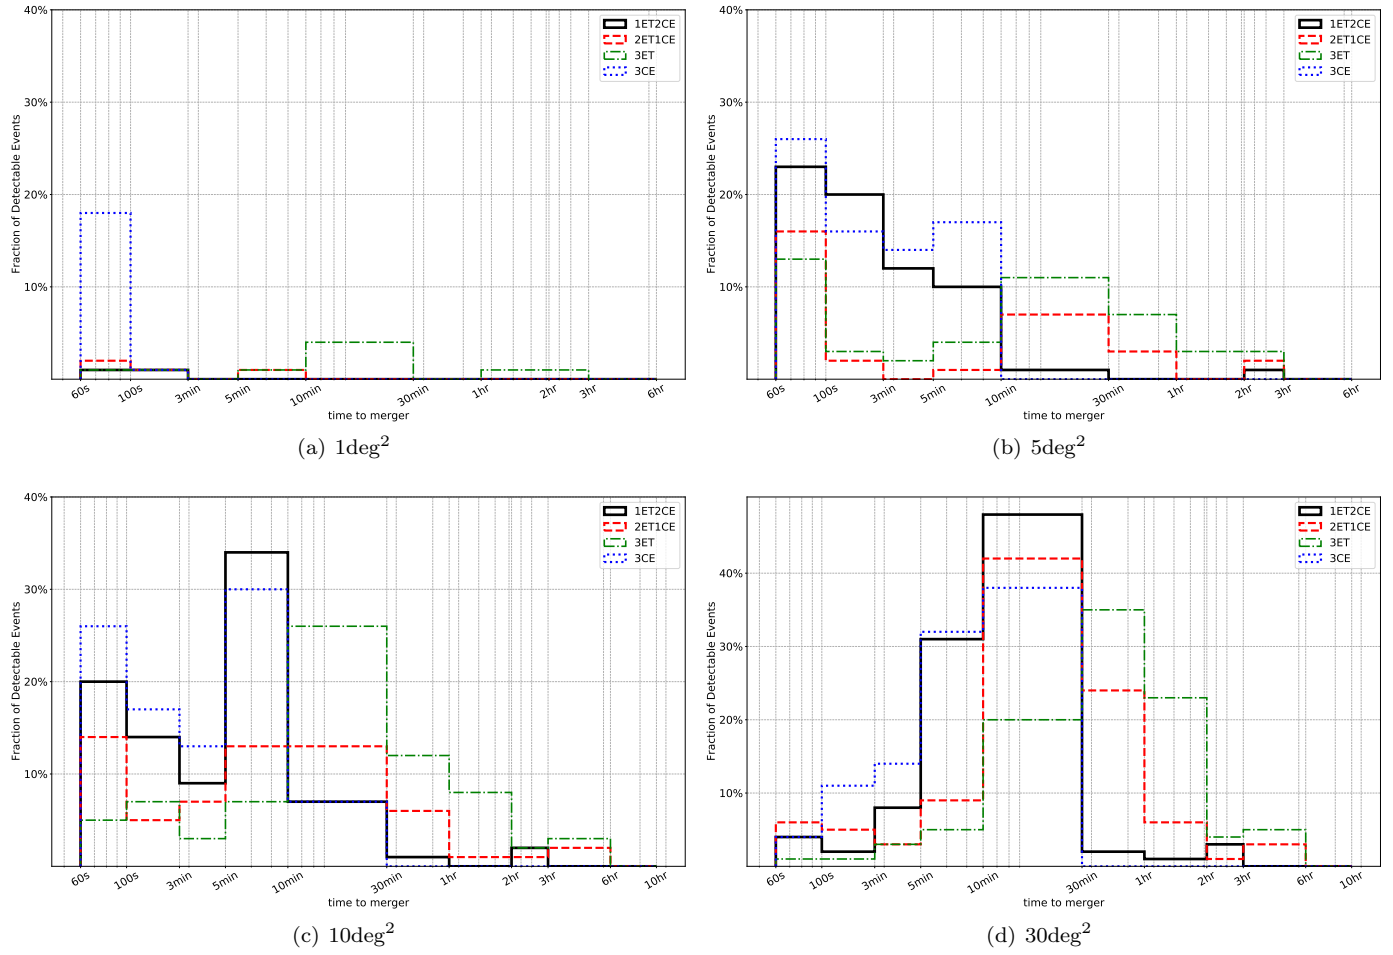 40%
30%
20%
10%
Fraction of Detectable Events
1ET2CE
2ET1CE
3ET
3CE
60s 100s 3min 5min 10min 30min 1hr 2hr 3hr 6hr
time to merger
(a) 1deg²
40%
30%
20%
10%
Fraction of Detectable Events
1ET2CE
2ET1CE
3ET
3CE
60s 100s 3min 5min 10min 30min 1hr 2hr 3hr 6hr
time to merger
(b) 5deg²
40%
30%
20%
10%
Fraction of Detectable Events
1ET2CE
2ET1CE
3ET
3CE
60s 100s 3min 5min 10min 30min 1hr 2hr 3hr 6hr 10hr
time to merger
(c) 10deg²
40%
30%
20%
10%
Fraction of Detectable Events
1ET2CE
2ET1CE
3ET
3CE
60s 100s 3min 5min 10min 30min 1hr 2hr 3hr 6hr 10hr
time to merger
(d) 30deg²